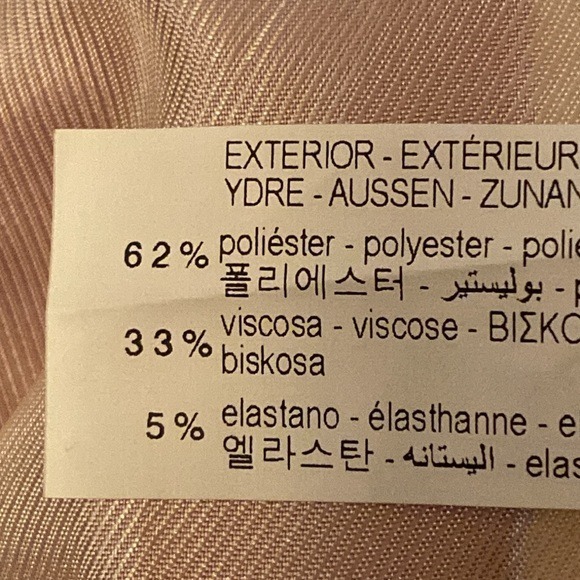 EXTERIOR - EXTÉRIEUR
YDRE - AUSSEN - ZUNAN
62% poliéster - polyester - polié
폴리에스터 - بوليستير - p
33% viscosa - viscose - ΒΙΣΚΟ
biskosa
5% elastano - élasthanne - e
엘라스탄 - اليستانه - elas